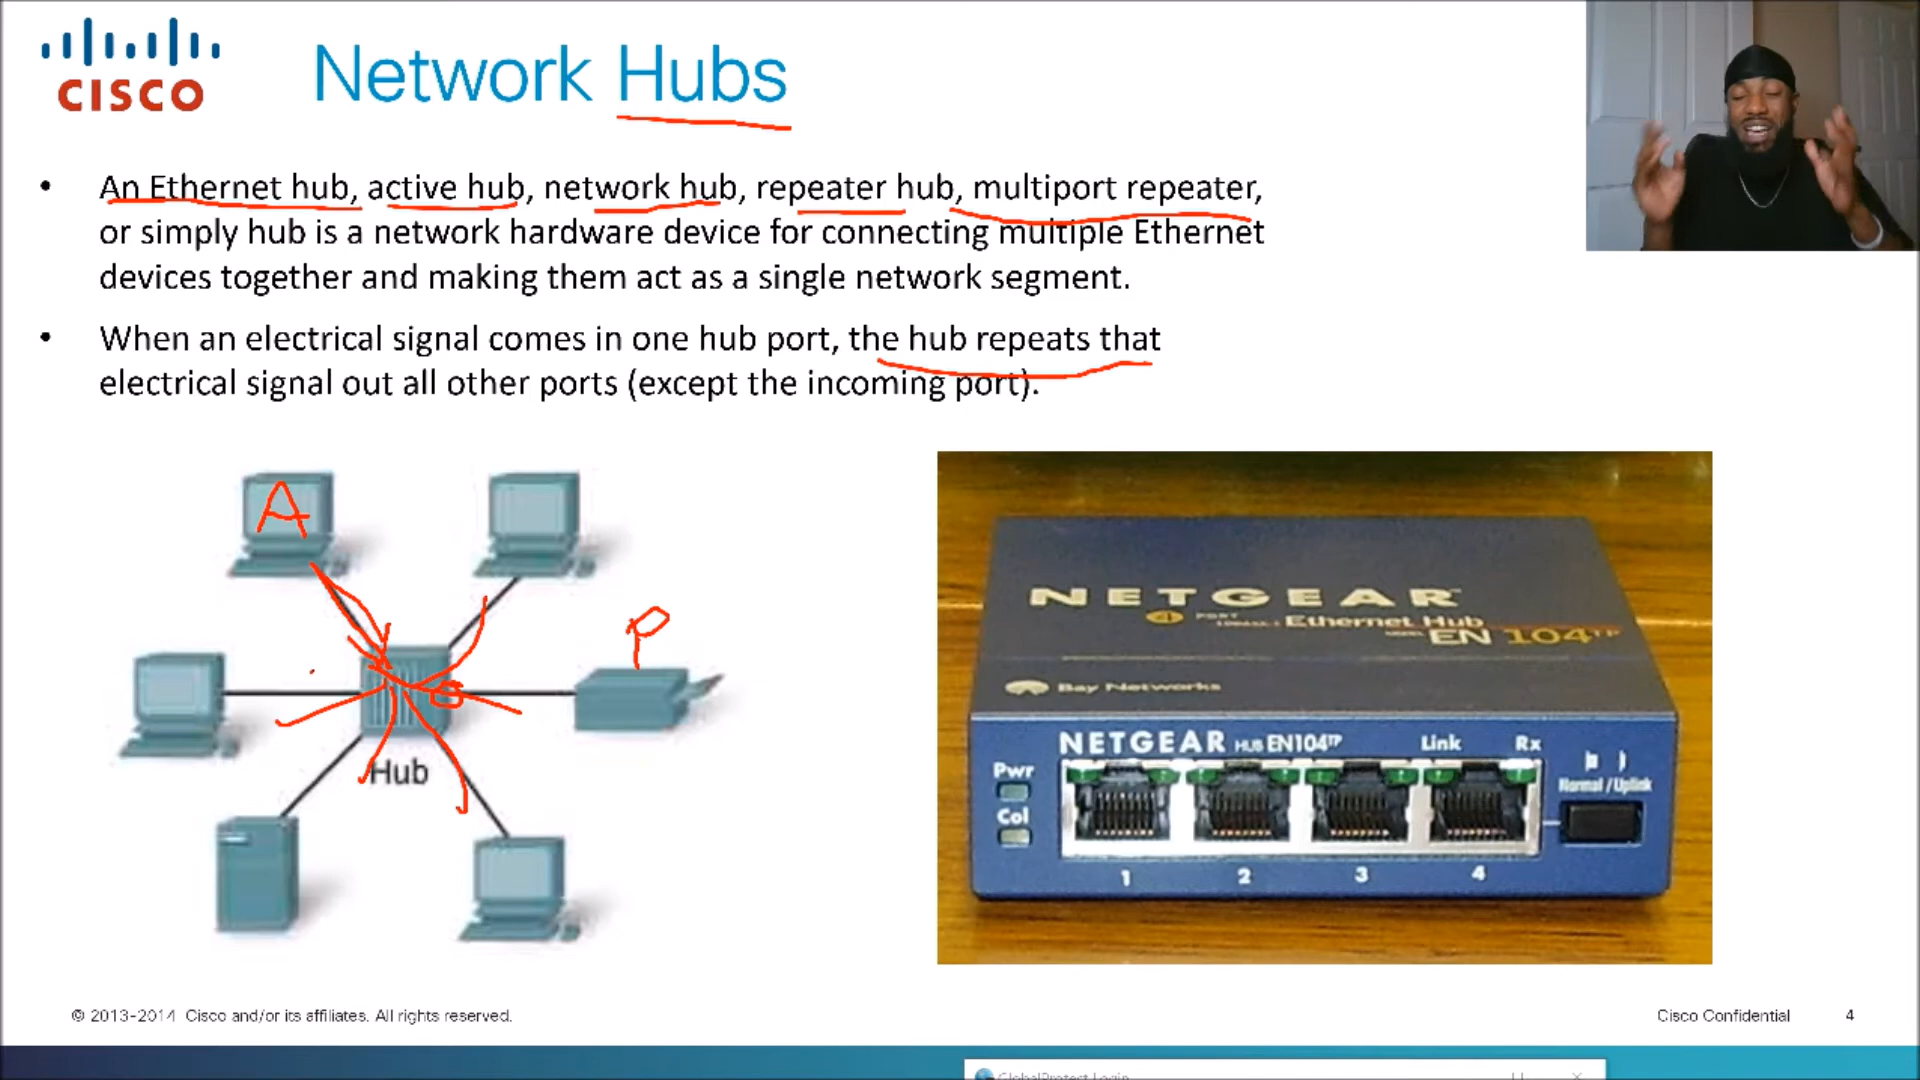 CISCO
Network Hubs
• An Ethernet hub, active hub, network hub, repeater hub, multiport repeater,
or simply hub is a network hardware device for connecting multiple Ethernet
devices together and making them act as a single network segment.
• When an electrical signal comes in one hub port, the hub repeats that
electrical signal out all other ports (except the incoming port).
A
P
Hub
NETGEAR
4 PORT
Ethernet Hub
EN 104TP
Bay Networks
NETGEAR HUB EN104TP Link Rx
Pwr
Normal/Uplink
Col
1 2 3 4
© 2013-2014 Cisco and/or its affiliates. All rights reserved.
Cisco Confidential 4
GlobalProtect Login